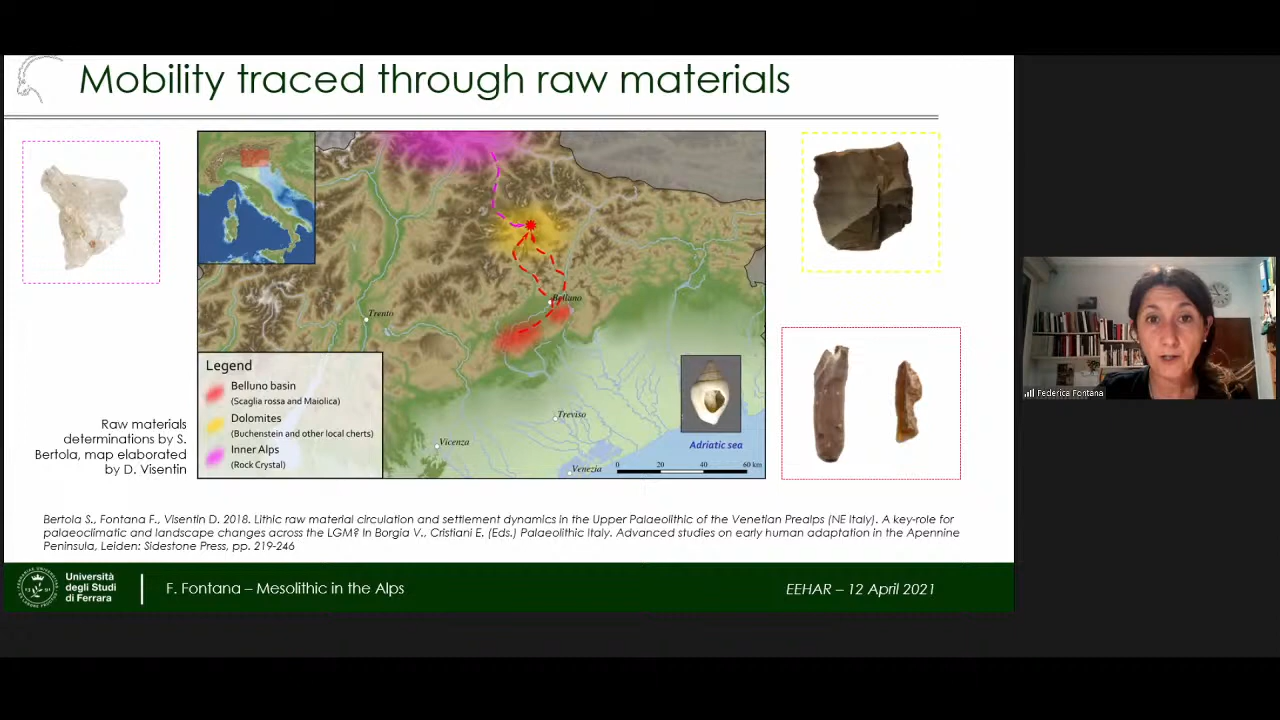 Mobility traced through raw materials
Trento
Belluno
Treviso
Vicenza
Venezia
Adriatic sea
0 20 40 60 km
Legend
Belluno basin
(Scaglia rossa and Maiolica)
Dolomites
(Buchenstein and other local cherts)
Inner Alps
(Rock Crystal)
Raw materials
determinations by S.
Bertola, map elaborated
by D. Visentin
Bertola S., Fontana F., Visentin D. 2018. Lithic raw material circulation and settlement dynamics in the Upper Palaeolithic of the Venetian Prealps (NE Italy). A key-role for
palaeoclimatic and landscape changes across the LGM? In Borgia V., Cristiani E. (Eds.) Palaeolithic Italy. Advanced studies on early human adaptation in the Apennine
Peninsula, Leiden: Sidestone Press, pp. 219-246
Università
degli Studi
di Ferrara
F. Fontana – Mesolithic in the Alps
EEHAR – 12 April 2021
Federica Fontana